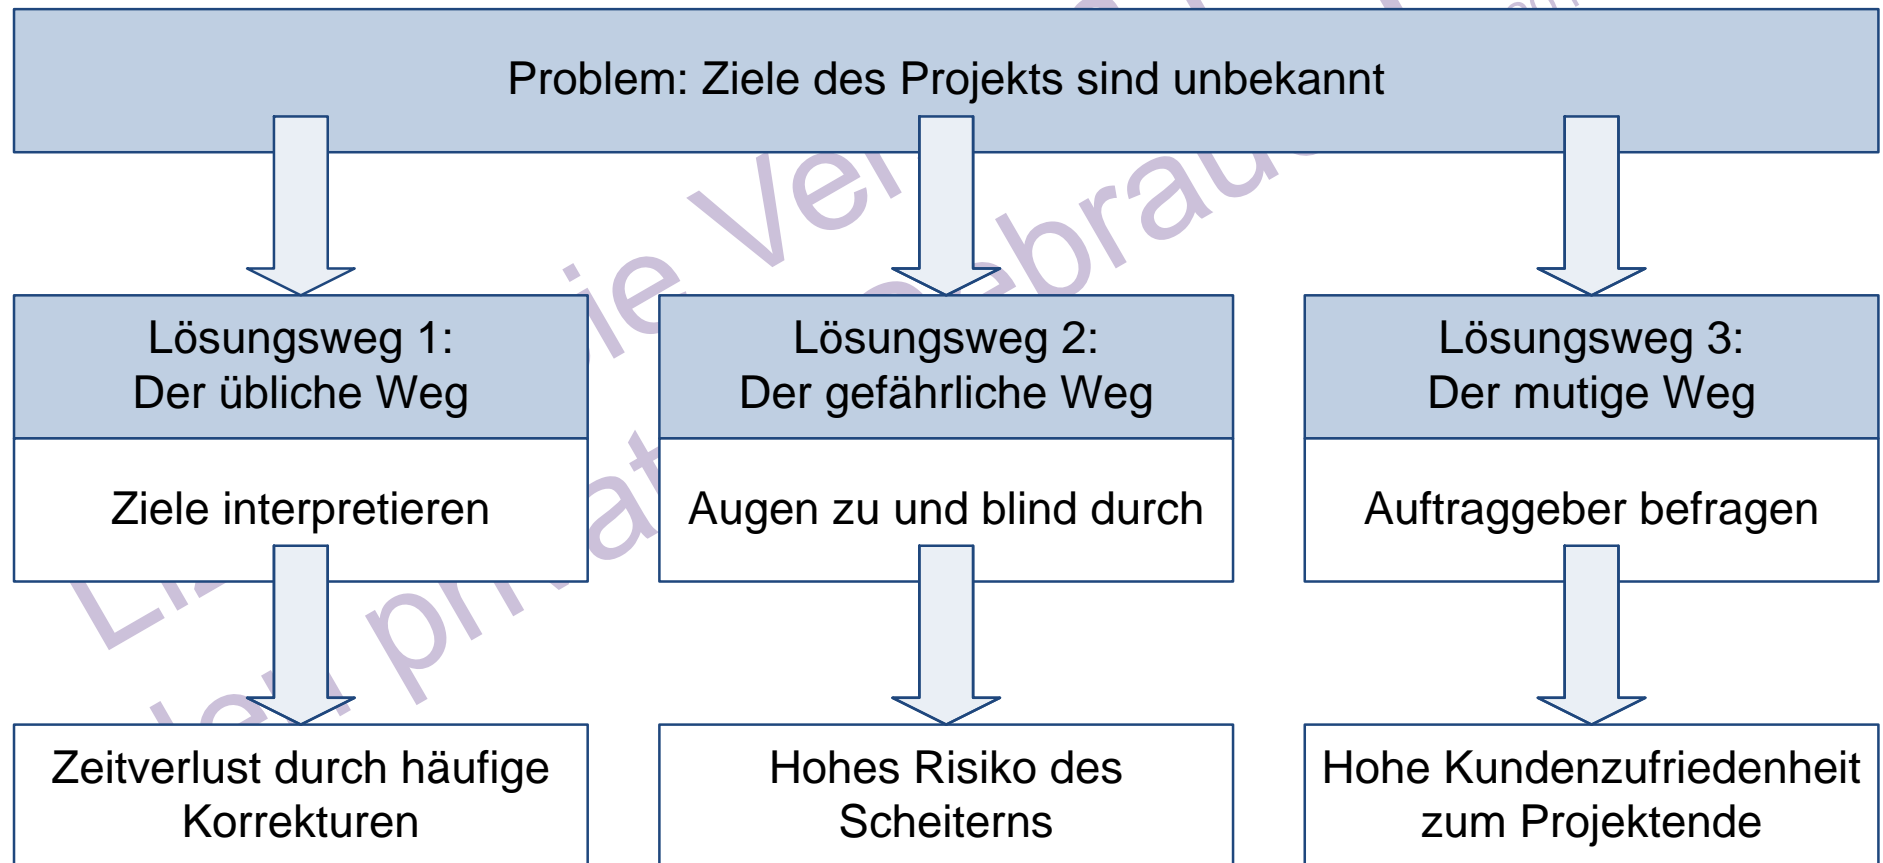 Problem: Ziele des Projekts sind unbekannt
Lösungsweg 1:
Der übliche Weg
Ziele interpretieren
Zeitverlust durch häufige
Korrekturen
Lösungsweg 2:
Der gefährliche Weg
Augen zu und blind durch
Hohes Risiko des
Scheiterns
Lösungsweg 3:
Der mutige Weg
Auftraggeber befragen
Hohe Kundenzufriedenheit
zum Projektende